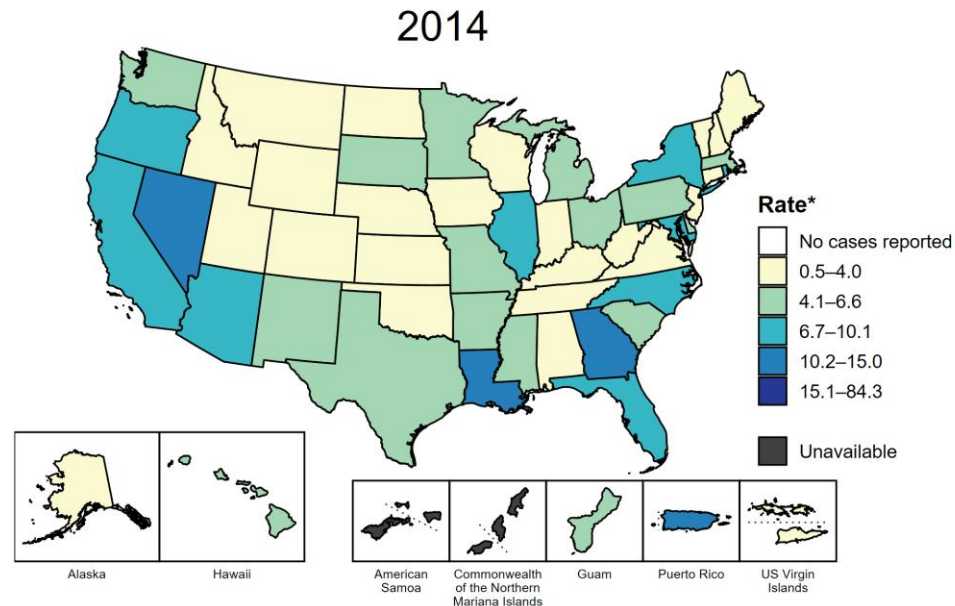 2014
Rate*
No cases reported
0.5–4.0
4.1–6.6
6.7–10.1
10.2–15.0
15.1–84.3
Unavailable
Alaska
Hawaii
American
Samoa
Commonwealth
of the Northern
Mariana Islands
Guam
Puerto Rico
US Virgin
Islands